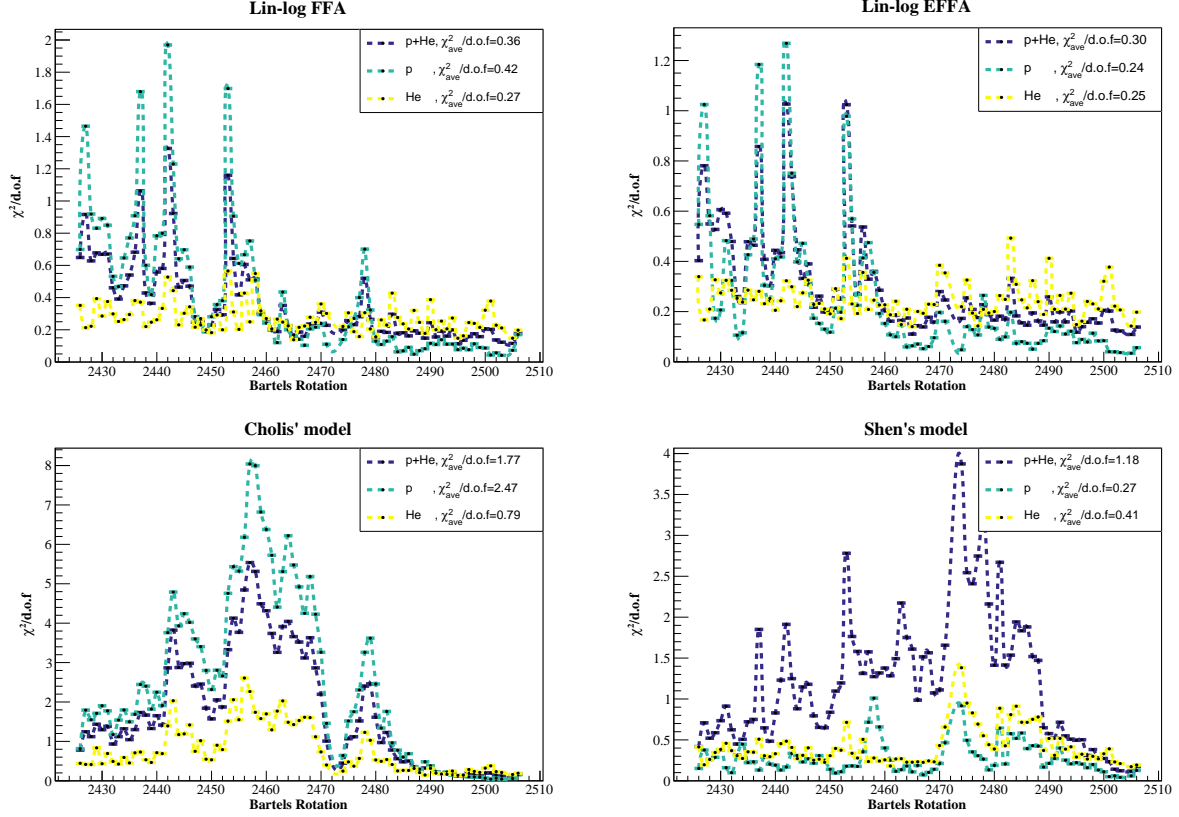 Lin-log FFA
p+He, χ²ave/d.o.f=0.36
p , χ²ave/d.o.f=0.42
He , χ²ave/d.o.f=0.27
χ²/d.o.f
2
1.8
1.6
1.4
1.2
1
0.8
0.6
0.4
0.2
0
2430 2440 2450 2460 2470 2480 2490 2500 2510
Bartels Rotation
Lin-log EFFA
p+He, χ²ave/d.o.f=0.30
p , χ²ave/d.o.f=0.24
He , χ²ave/d.o.f=0.25
χ²/d.o.f
1.2
1
0.8
0.6
0.4
0.2
0
2430 2440 2450 2460 2470 2480 2490 2500 2510
Bartels Rotation
Cholis' model
p+He, χ²ave/d.o.f=1.77
p , χ²ave/d.o.f=2.47
He , χ²ave/d.o.f=0.79
χ²/d.o.f
8
7
6
5
4
3
2
1
0
2430 2440 2450 2460 2470 2480 2490 2500 2510
Bartels Rotation
Shen's model
p+He, χ²ave/d.o.f=1.18
p , χ²ave/d.o.f=0.27
He , χ²ave/d.o.f=0.41
χ²/d.o.f
4
3.5
3
2.5
2
1.5
1
0.5
0
2430 2440 2450 2460 2470 2480 2490 2500 2510
Bartels Rotation